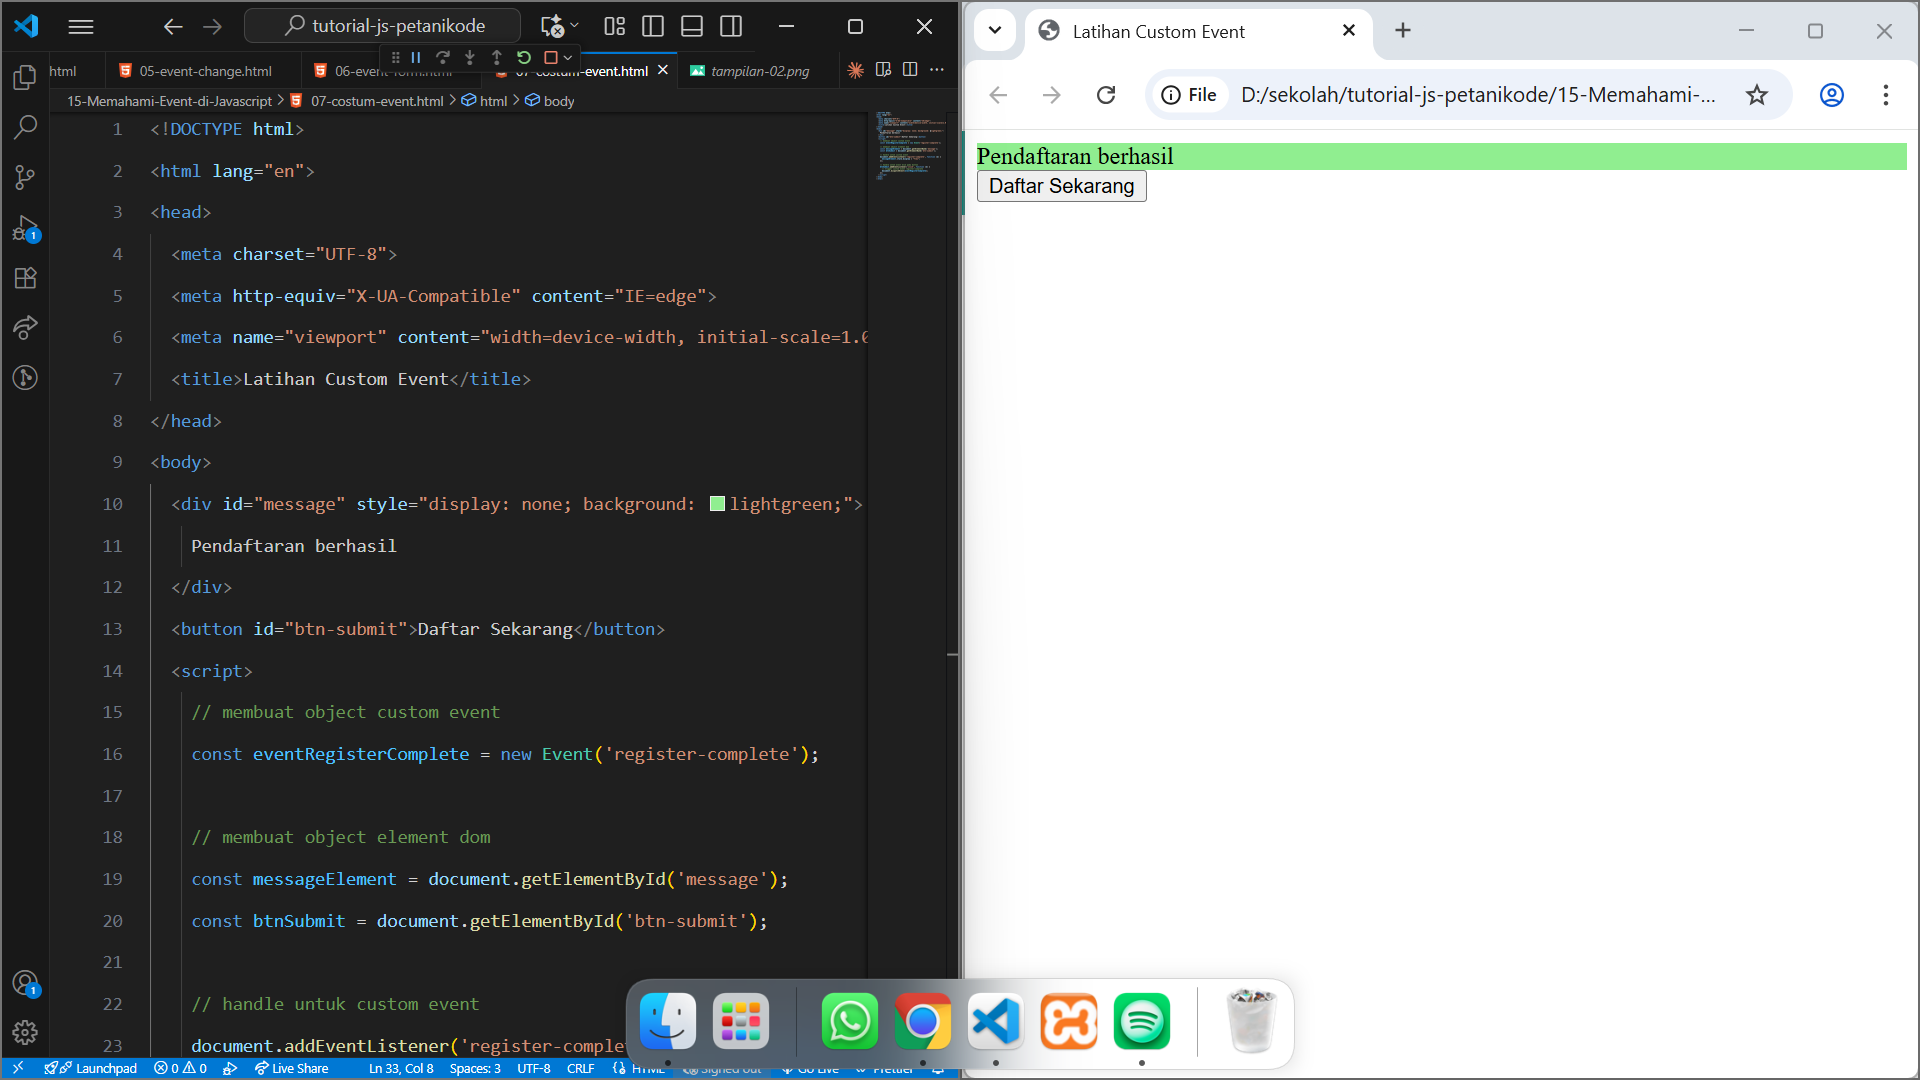 tutorial-js-petanikode
html
05-event-change.html
06-event-form.html
07-costum-event.html
tampilan-02.png
15-Memahami-Event-di-Javascript
07-costum-event.html
html
body
1 <!DOCTYPE html>
2 <html lang="en">
3 <head>
4 <meta charset="UTF-8">
5 <meta http-equiv="X-UA-Compatible" content="IE=edge">
6 <meta name="viewport" content="width=device-width, initial-scale=1.0
7 <title>Latihan Custom Event</title>
8 </head>
9 <body>
10 <div id="message" style="display: none; background: lightgreen;">
11 Pendaftaran berhasil
12 </div>
13 <button id="btn-submit">Daftar Sekarang</button>
14 <script>
15 // membuat object custom event
16 const eventRegisterComplete = new Event('register-complete');
17
18 // membuat object element dom
19 const messageElement = document.getElementById('message');
20 const btnSubmit = document.getElementById('btn-submit');
21
22 // handle untuk custom event
23 document.addEventListener('register-complet
1
1
Launchpad
0
0
Live Share
Ln 33, Col 8
Spaces: 3
UTF-8
CRLF
HTML
Signed out
Go Live
Prettier
Latihan Custom Event
File
D:/sekolah/tutorial-js-petanikode/15-Memahami-...
Pendaftaran berhasil
Daftar Sekarang